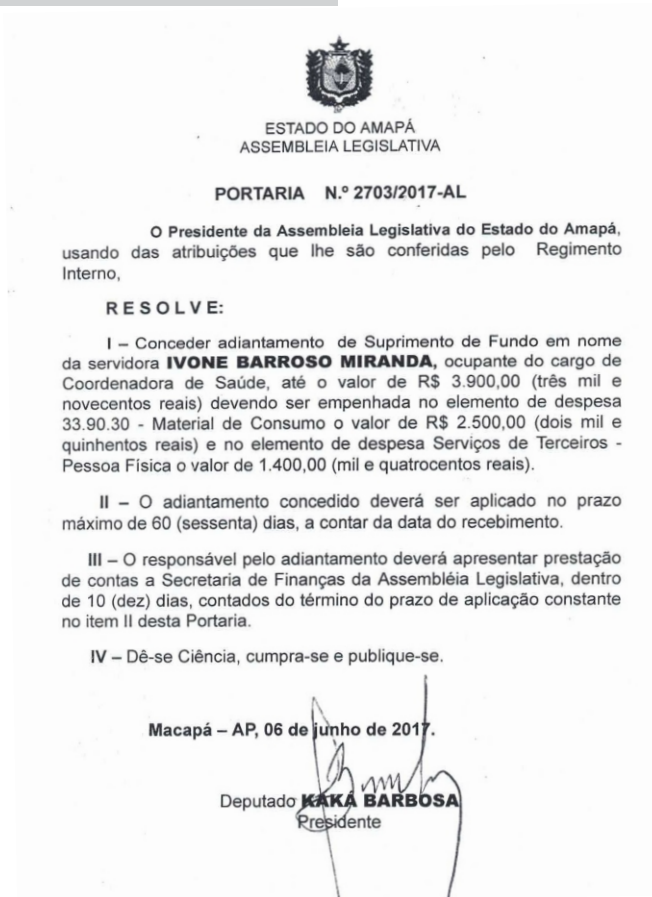 ESTADO DO AMAPÁ
ASSEMBLEIA LEGISLATIVA
PORTARIA N.º 2703/2017-AL
O Presidente da Assembleia Legislativa do Estado do Amapá,
usando das atribuições que lhe são conferidas pelo Regimento
Interno,
R E S O L V E:
I – Conceder adiantamento de Suprimento de Fundo em nome
da servidora IVONE BARROSO MIRANDA, ocupante do cargo de
Coordenadora de Saúde, até o valor de R$ 3.900,00 (três mil e
novecentos reais) devendo ser empenhada no elemento de despesa
33.90.30 - Material de Consumo o valor de R$ 2.500,00 (dois mil e
quinhentos reais) e no elemento de despesa Serviços de Terceiros -
Pessoa Física o valor de 1.400,00 (mil e quatrocentos reais).
II – O adiantamento concedido deverá ser aplicado no prazo
máximo de 60 (sessenta) dias, a contar da data do recebimento.
III – O responsável pelo adiantamento deverá apresentar prestação
de contas a Secretaria de Finanças da Assembléia Legislativa, dentro
de 10 (dez) dias, contados do término do prazo de aplicação constante
no item II desta Portaria.
IV – Dê-se Ciência, cumpra-se e publique-se.
Macapá – AP, 06 de junho de 2017.
Deputado KAKÁ BARBOSA
Presidente